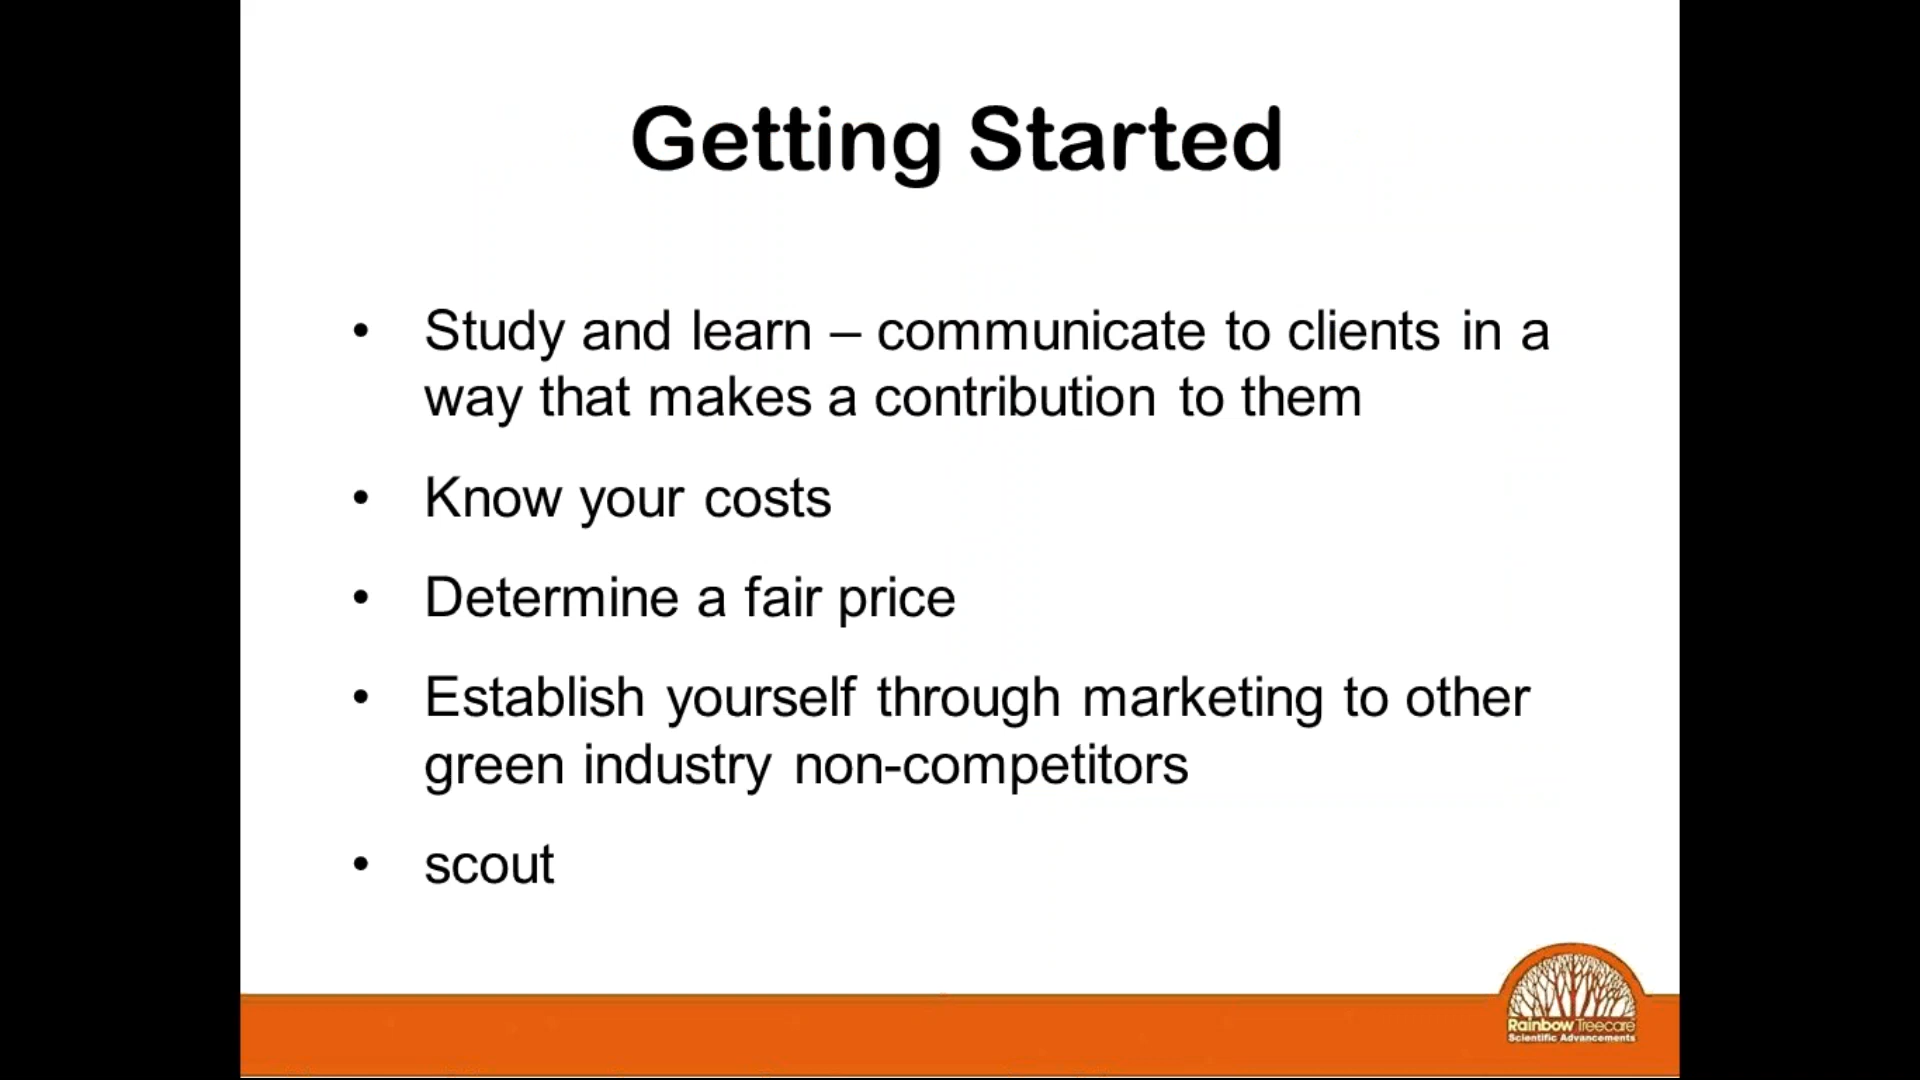 Getting Started
• Study and learn – communicate to clients in a
way that makes a contribution to them
• Know your costs
• Determine a fair price
• Establish yourself through marketing to other
green industry non-competitors
• scout
Rainbow Treecare
Scientific Advancements